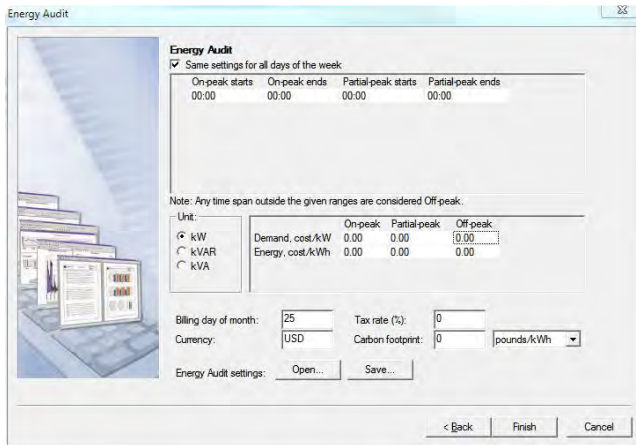 Energy Audit
Energy Audit
Same settings for all days of the week
On-peak starts On-peak ends Partial-peak starts Partial-peak ends
00:00 00:00 00:00 00:00
Note: Any time span outside the given ranges are considered Off-peak.
Unit:
kW
kVAR
kVA
On-peak Partial-peak Off-peak
Demand, cost/kW 0.00 0.00 0.00
Energy, cost/kWh 0.00 0.00 0.00
Billing day of month: 25 Tax rate (%): 0
Currency: USD Carbon footprint: 0 pounds/kWh
Energy Audit settings: Open... Save...
< Back Finish Cancel